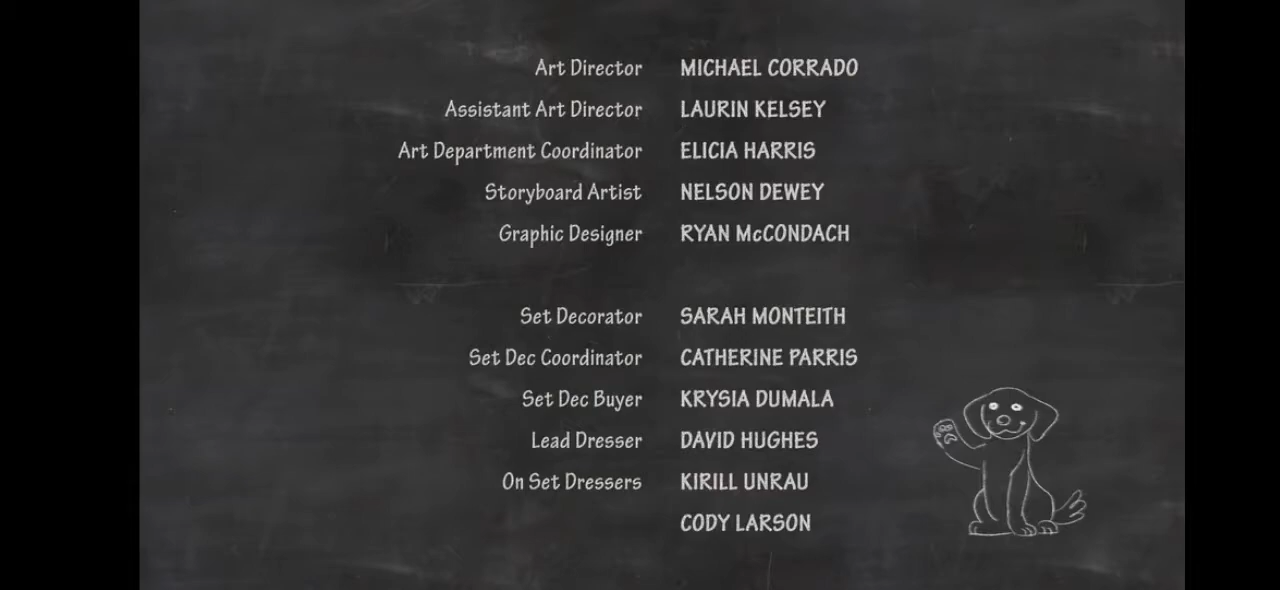 Art Director MICHAEL CORRADO
Assistant Art Director LAURIN KELSEY
Art Department Coordinator ELICIA HARRIS
Storyboard Artist NELSON DEWEY
Graphic Designer RYAN McCONDACH
Set Decorator SARAH MONTEITH
Set Dec Coordinator CATHERINE PARRIS
Set Dec Buyer KRYSIA DUMALA
Lead Dresser DAVID HUGHES
On Set Dressers KIRILL UNRAU
CODY LARSON